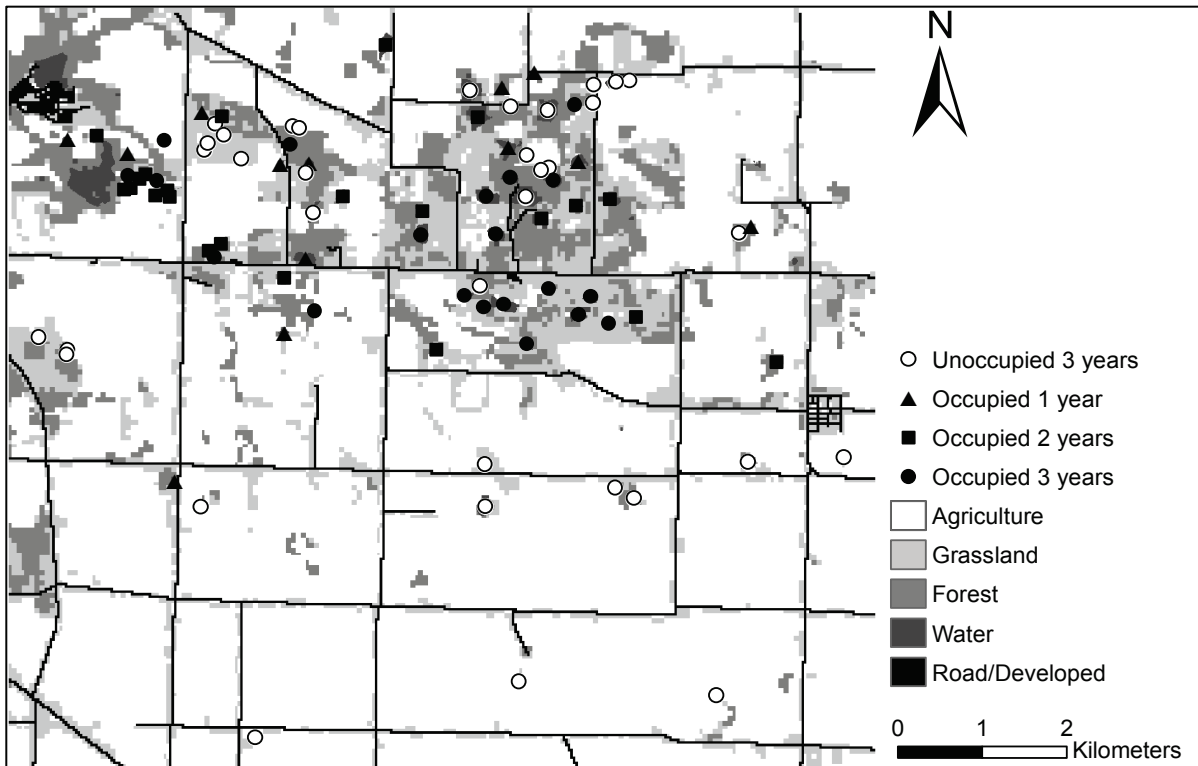 N
Unoccupied 3 years
Occupied 1 year
Occupied 2 years
Occupied 3 years
Agriculture
Grassland
Forest
Water
Road/Developed
0 1 2
Kilometers